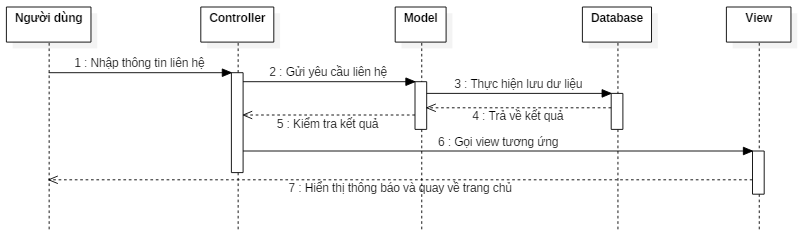 Người dùng
Controller
Model
Database
View
1 : Nhập thông tin liên hệ
2 : Gửi yêu cầu liên hệ
3 : Thực hiện lưu dư liệu
4 : Trả về kết quả
5 : Kiểm tra kết quả
6 : Gọi view tương ứng
7 : Hiển thị thông báo và quay về trang chủ